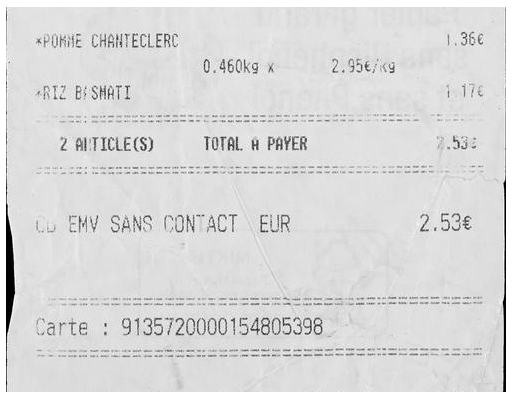 *POMME CHANTECLERC 1.36€
0.460kg x 2.95€/kg
*RIZ BASMATI 1.17€
2 ARTICLE(S) TOTAL A PAYER 2.53€
CB EMV SANS CONTACT EUR 2.53€
Carte : 9135720000154805398